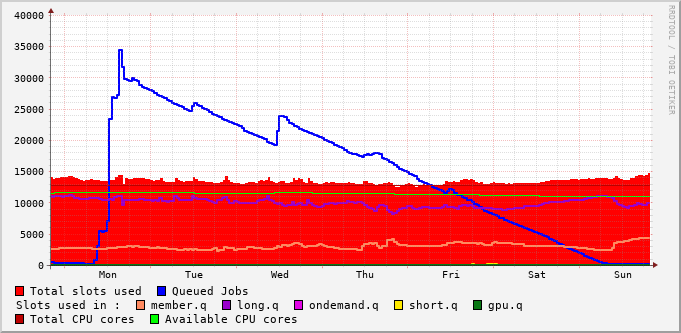 RRDTOOL / TOBI OETIKER
40000
35000
30000
25000
20000
15000
10000
5000
0
Mon Tue Wed Thu Fri Sat Sun
Total slots used Queued Jobs
Slots used in : member.q long.q ondemand.q short.q gpu.q
Total CPU cores Available CPU cores